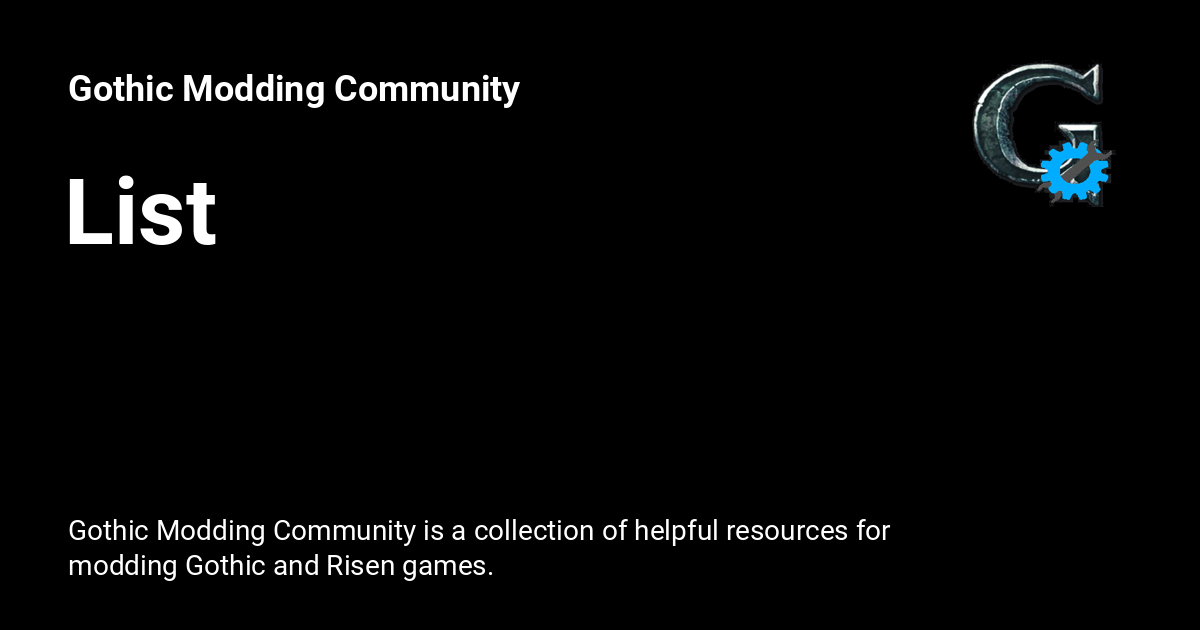 Gothic Modding Community
List
Gothic Modding Community is a collection of helpful resources for
modding Gothic and Risen games.
G